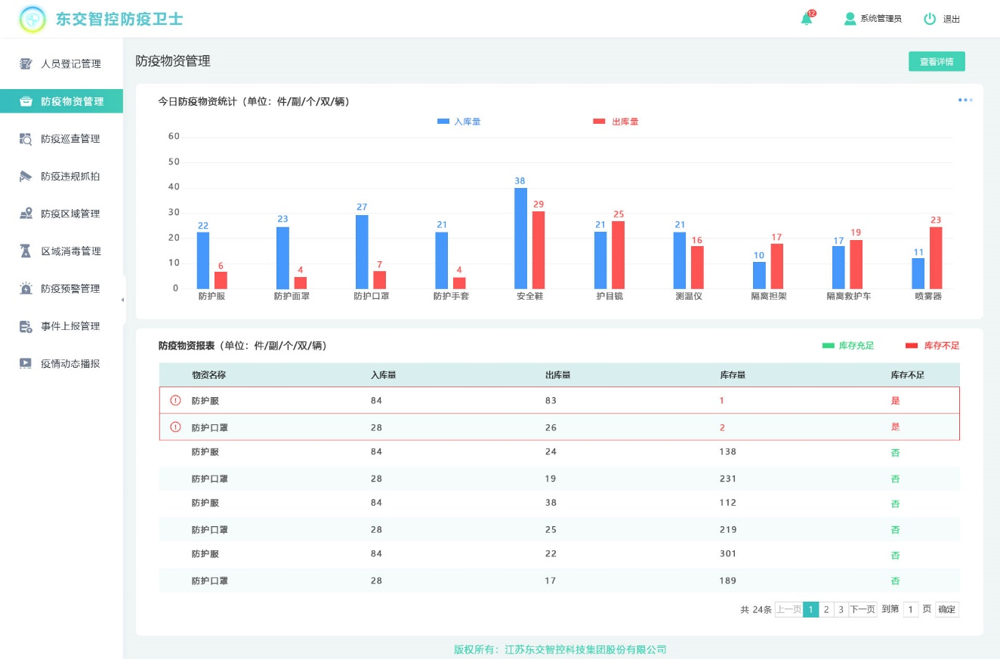 东交智控防疫卫士
12
系统管理员
退出
人员登记管理
防疫物资管理
防疫巡查管理
防疫违规抓拍
防疫区域管理
区域消毒管理
防疫预警管理
事件上报管理
疫情动态播报
防疫物资管理
查看详情
今日防疫物资统计（单位：件/副/个/双/辆）
入库量 出库量
60
50
40
30
20
10
0
22 6 23 4 27 7 21 4 38 29 21 25 21 16 10 17 17 19 11 23
防护服 防护面罩 防护口罩 防护手套 安全鞋 护目镜 测温仪 隔离担架 隔离救护车 喷雾器
防疫物资报表（单位：件/副/个/双/辆）
库存充足 库存不足
物资名称 入库量 出库量 库存量 库存不足
防护服 84 83 1 是
防护口罩 28 26 2 是
防护服 84 24 138 否
防护口罩 28 19 231 否
防护服 84 38 112 否
防护口罩 28 25 219 否
防护服 84 22 301 否
防护口罩 28 17 189 否
共 24条 上一页 1 2 3 下一页 到第 1 页 确定
版权所有：江苏东交智控科技集团股份有限公司